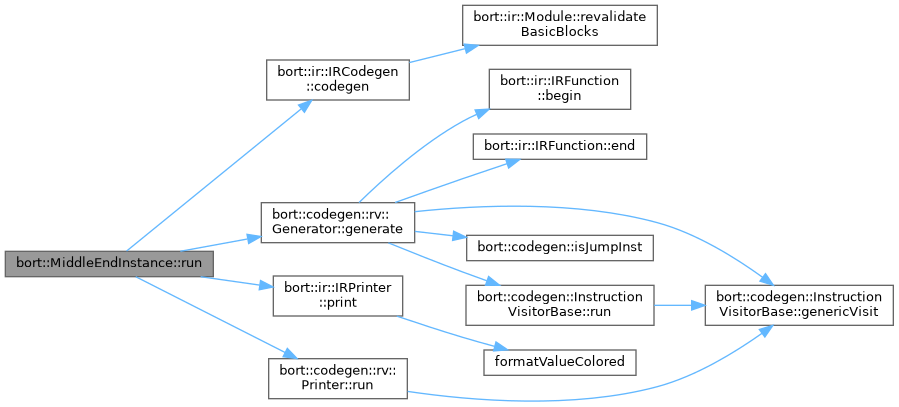 bort::MiddleEndInstance::run
bort::ir::IRCodegen
::codegen
bort::ir::Module::revalidate
BasicBlocks
bort::codegen::rv::
Generator::generate
bort::ir::IRFunction
::begin
bort::ir::IRFunction::end
bort::codegen::isJumpInst
bort::codegen::Instruction
VisitorBase::run
bort::codegen::Instruction
VisitorBase::genericVisit
bort::ir::IRPrinter
::print
formatValueColored
bort::codegen::rv::
Printer::run